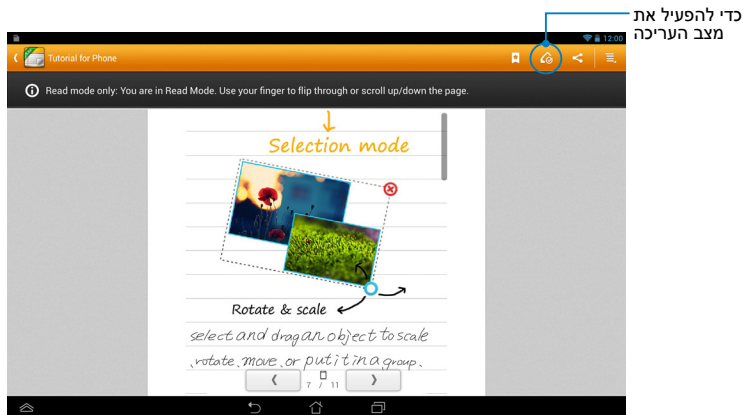 כדי להפעיל את
מצב העריכה
12:00
Tutorial for Phone
Read mode only: You are in Read Mode. Use your finger to flip through or scroll up/down the page.
Selection mode
Rotate & scale
select and drag an object to scale
,rotate, move, or put it in a group.
7 / 11